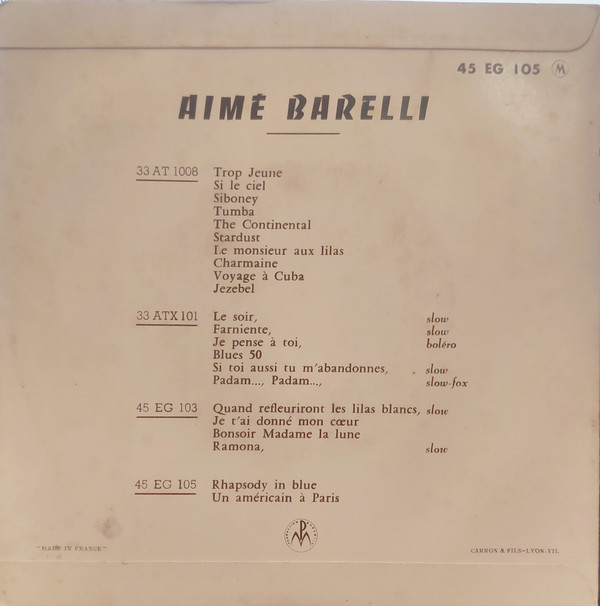 45 EG 105 M
AIMÉ BARELLI
33 AT 1008 Trop Jeune
Si le ciel
Siboney
Tumba
The Continental
Stardust
Le monsieur aux lilas
Charmaine
Voyage à Cuba
Jezebel
33 ATX 101 Le soir, slow
Farniente, slow
Je pense à toi, boléro
Blues 50
Si toi aussi tu m'abandonnes, slow
Padam..., Padam..., slow-fox
45 EG 103 Quand refleuriront les lilas blancs, slow
Je t'ai donné mon cœur
Bonsoir Madame la lune
Ramona, slow
45 EG 105 Rhapsody in blue
Un américain à Paris
"MADE IN FRANCE"
CARRON & FILS-LYON-VII.